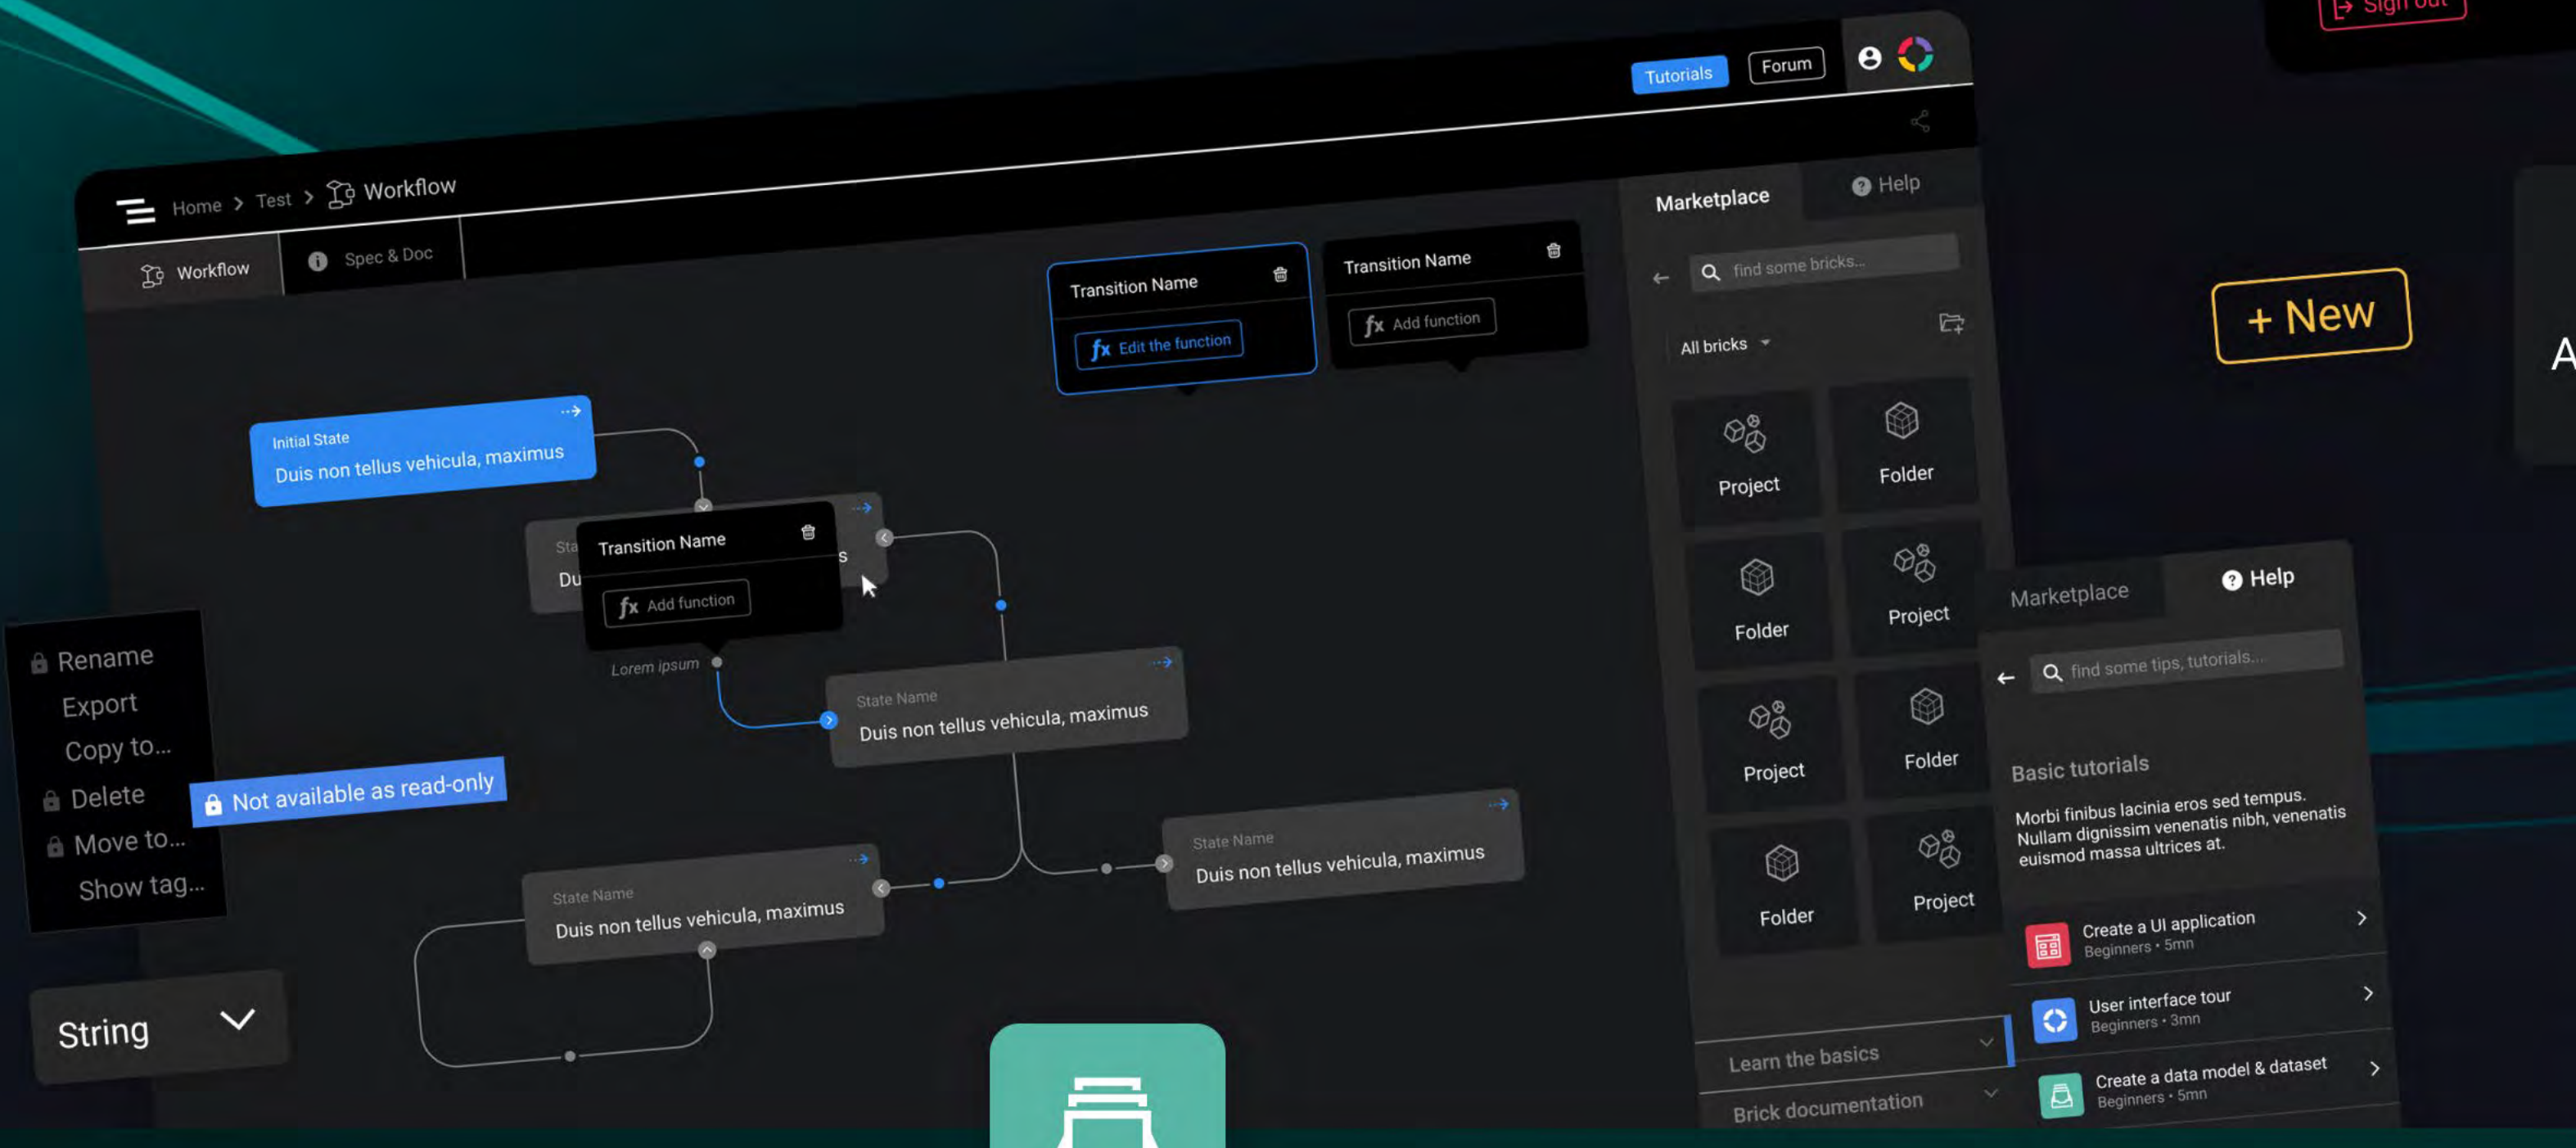 Sign out
Tutorials
Forum
Home > Test > Workflow
Workflow
Spec & Doc
Marketplace
Help
Transition Name
Edit the function
Transition Name
Add function
find some bricks...
All bricks
+ New
Project
Folder
Folder
Project
Project
Folder
Folder
Project
Initial State
Duis non tellus vehicula, maximus
Transition Name
Add function
Lorem ipsum
State Name
Duis non tellus vehicula, maximus
State Name
Duis non tellus vehicula, maximus
State Name
Duis non tellus vehicula, maximus
Rename
Export
Copy to...
Delete
Move to...
Show tag...
Not available as read-only
String
Learn the basics
Brick documentation
Marketplace
Help
find some tips, tutorials...
Basic tutorials
Morbi finibus lacinia eros sed tempus.
Nullam dignissim venenatis nibh, venenatis
euismod massa ultrices at.
Create a UI application
Beginners • 5mn
User interface tour
Beginners • 3mn
Create a data model & dataset
Beginners • 5mn